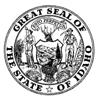 GREAT SEAL OF
THE STATE OF IDAHO